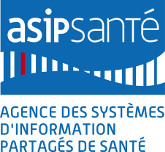 asipsanté
AGENCE DES SYSTÈMES
D'INFORMATION
PARTAGÉS DE SANTÉ